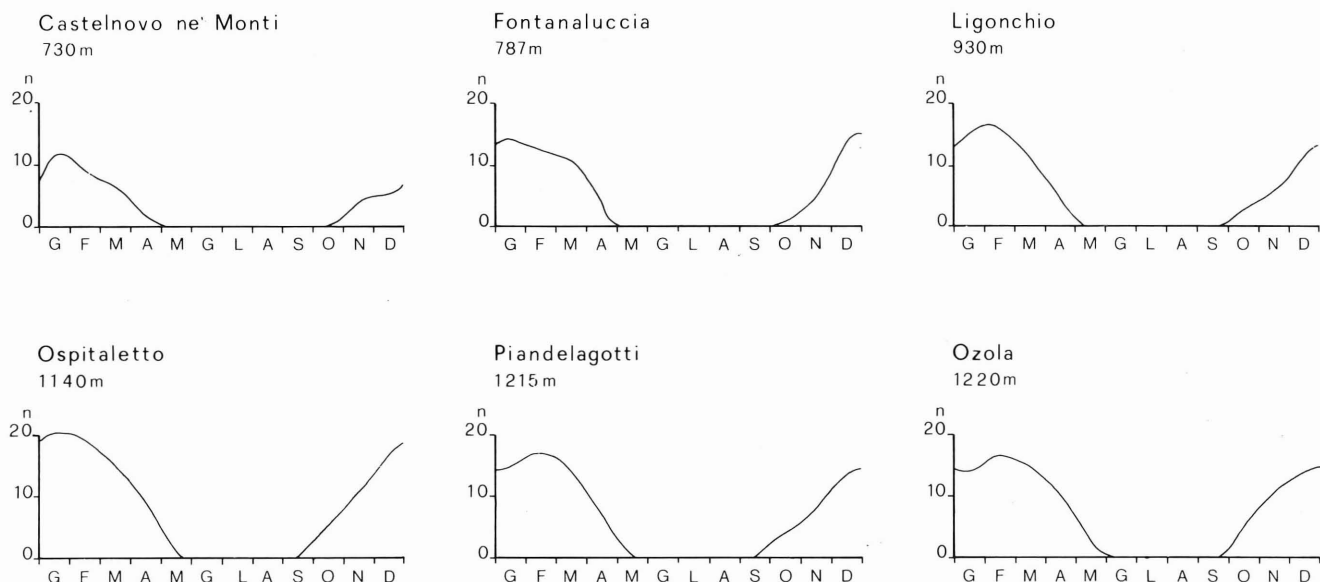 Castelnovo ne' Monti
730m
n
20
10
0
G F M A M G L A S O N D
Fontanaluccia
787m
n
20
10
0
G F M A M G L A S O N D
Ligonchio
930m
n
20
10
0
G F M A M G L A S O N D
Ospitaletto
1140m
n
20
10
0
G F M A M G L A S O N D
Piandelagotti
1215m
n
20
10
0
G F M A M G L A S O N D
Ozola
1220m
n
20
10
0
G F M A M G L A S O N D